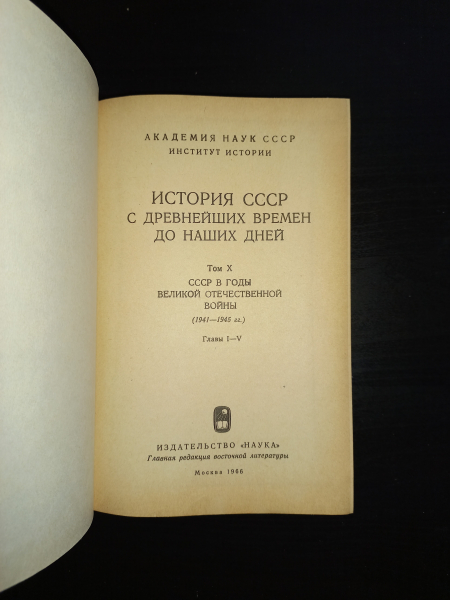 АКАДЕМИЯ НАУК СССР
ИНСТИТУТ ИСТОРИИ
ИСТОРИЯ СССР
С ДРЕВНЕЙШИХ ВРЕМЕН
ДО НАШИХ ДНЕЙ
Том X
СССР В ГОДЫ
ВЕЛИКОЙ ОТЕЧЕСТВЕННОЙ
ВОЙНЫ
(1941—1945 гг.)
Главы I—V
ИЗДАТЕЛЬСТВО «НАУКА»
Главная редакция восточной литературы
Москва 1966